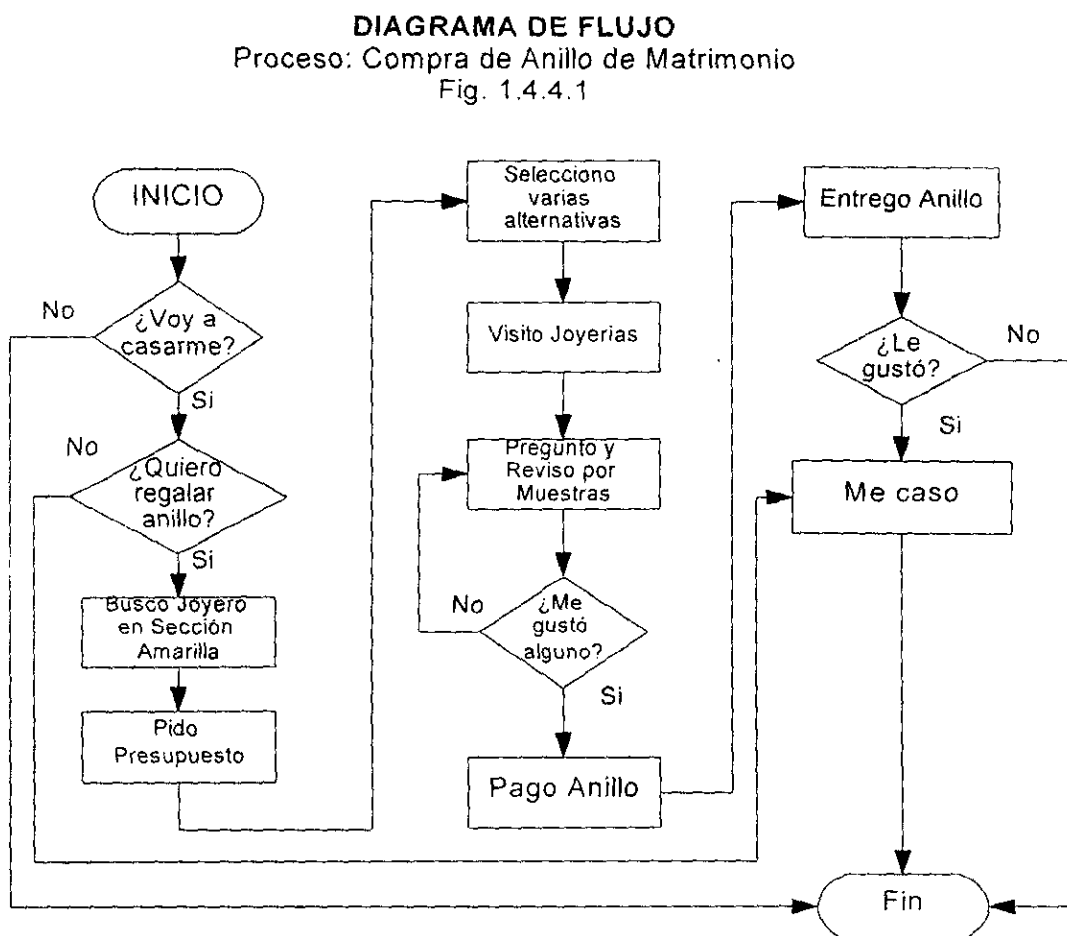 DIAGRAMA DE FLUJO
Proceso: Compra de Anillo de Matrimonio
Fig. 1.4.4.1
INICIO
No
¿Voy a
casarme?
Si
No
¿Quiero
regalar
anillo?
Si
Busco Joyero
en Sección
Amarilla
Pido
Presupuesto
Selecciono
varias
alternativas
Visito Joyerias
Pregunto y
Reviso por
Muestras
No
¿Me
gustó
alguno?
Si
Pago Anillo
Entrego Anillo
¿Le
gustó?
No
Si
Me caso
Fin